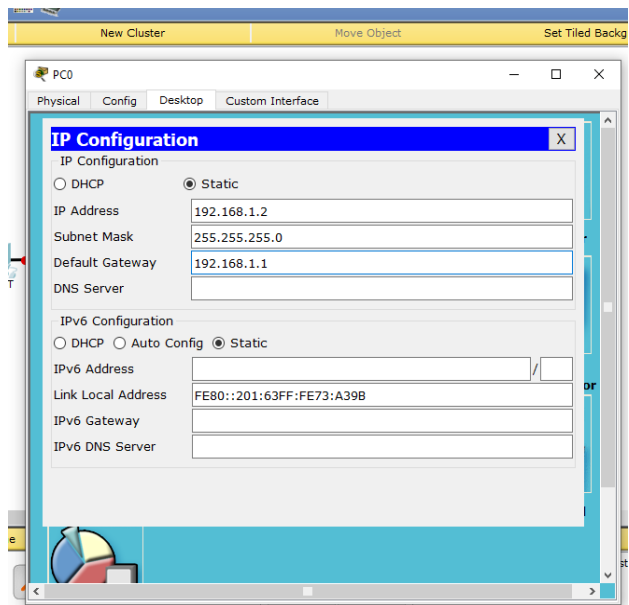 New Cluster Move Object Set Tiled Backg
PC0
Physical Config Desktop Custom Interface
IP Configuration X
IP Configuration
DHCP Static
IP Address 192.168.1.2
Subnet Mask 255.255.255.0
Default Gateway 192.168.1.1
DNS Server
IPv6 Configuration
DHCP Auto Config Static
IPv6 Address /
Link Local Address FE80::201:63FF:FE73:A39B
IPv6 Gateway
IPv6 DNS Server
T
or
e
st